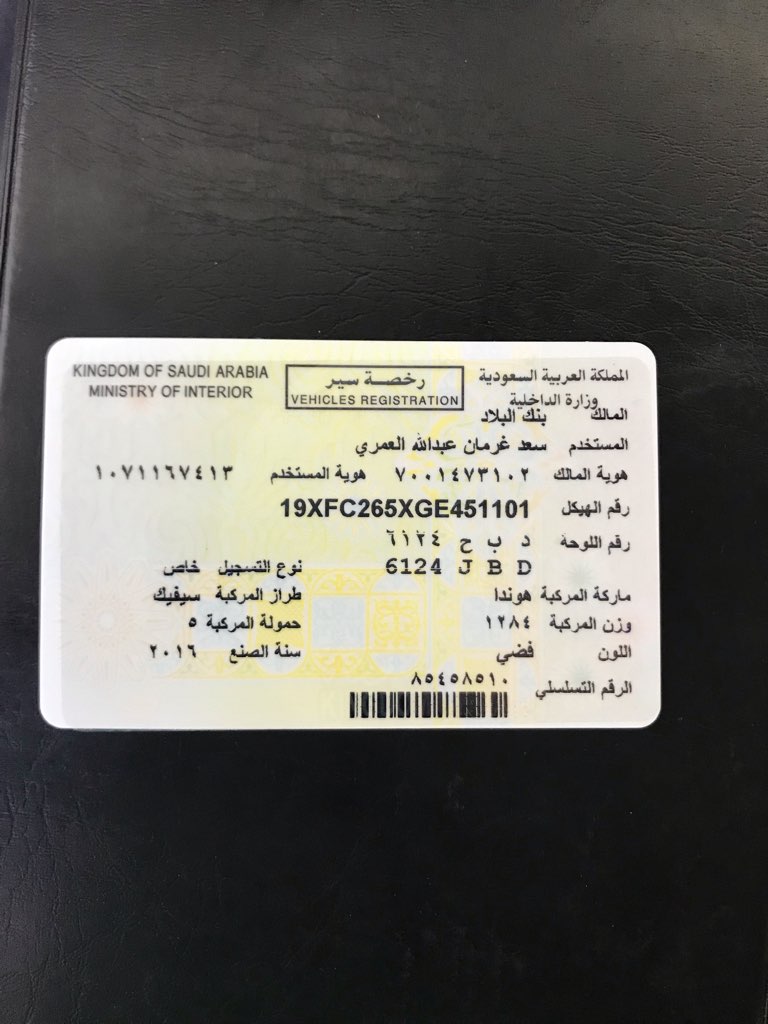 KINGDOM OF SAUDI ARABIA
MINISTRY OF INTERIOR
رخصة سير
VEHICLES REGISTRATION
المملكة العربية السعودية
وزارة الداخلية
المالك بنك البلاد
المستخدم سعد غرمان عبدالله العمري
هوية المالك ٧٠٠١٤٧٣١٠٢ هوية المستخدم ١٠٧١١٦٧٤١٣
رقم الهيكل 19XFC265XGE451101
رقم اللوحة د ب ح ٦١٢٤
6124 J B D نوع التسجيل خاص
ماركة المركبة هوندا طراز المركبة سيفيك
وزن المركبة ١٢٨٤ حمولة المركبة ٥
اللون فضي سنة الصنع ٢٠١٦
الرقم التسلسلي ٨٥٤٥٨٥١٠